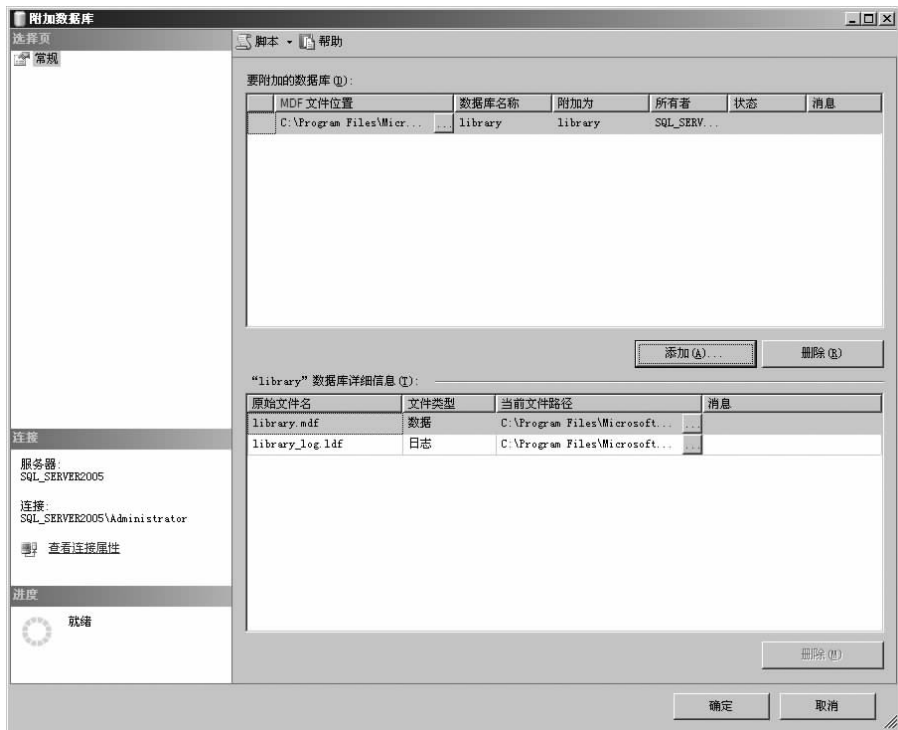 附加数据库
选择页
常规
脚本 帮助
要附加的数据库(D):
MDF 文件位置 数据库名称 附加为 所有者 状态 消息
C:\Program Files\Micr... ... library library SQL_SERV...
添加(A)... 删除(R)
“library”数据库详细信息(T):
原始文件名 文件类型 当前文件路径 消息
library.mdf 数据 C:\Program Files\Microsoft... ...
library_log.ldf 日志 C:\Program Files\Microsoft... ...
连接
服务器:
SQL_SERVER2005
连接:
SQL_SERVER2005\Administrator
查看连接属性
进度
就绪
删除(M)
确定 取消